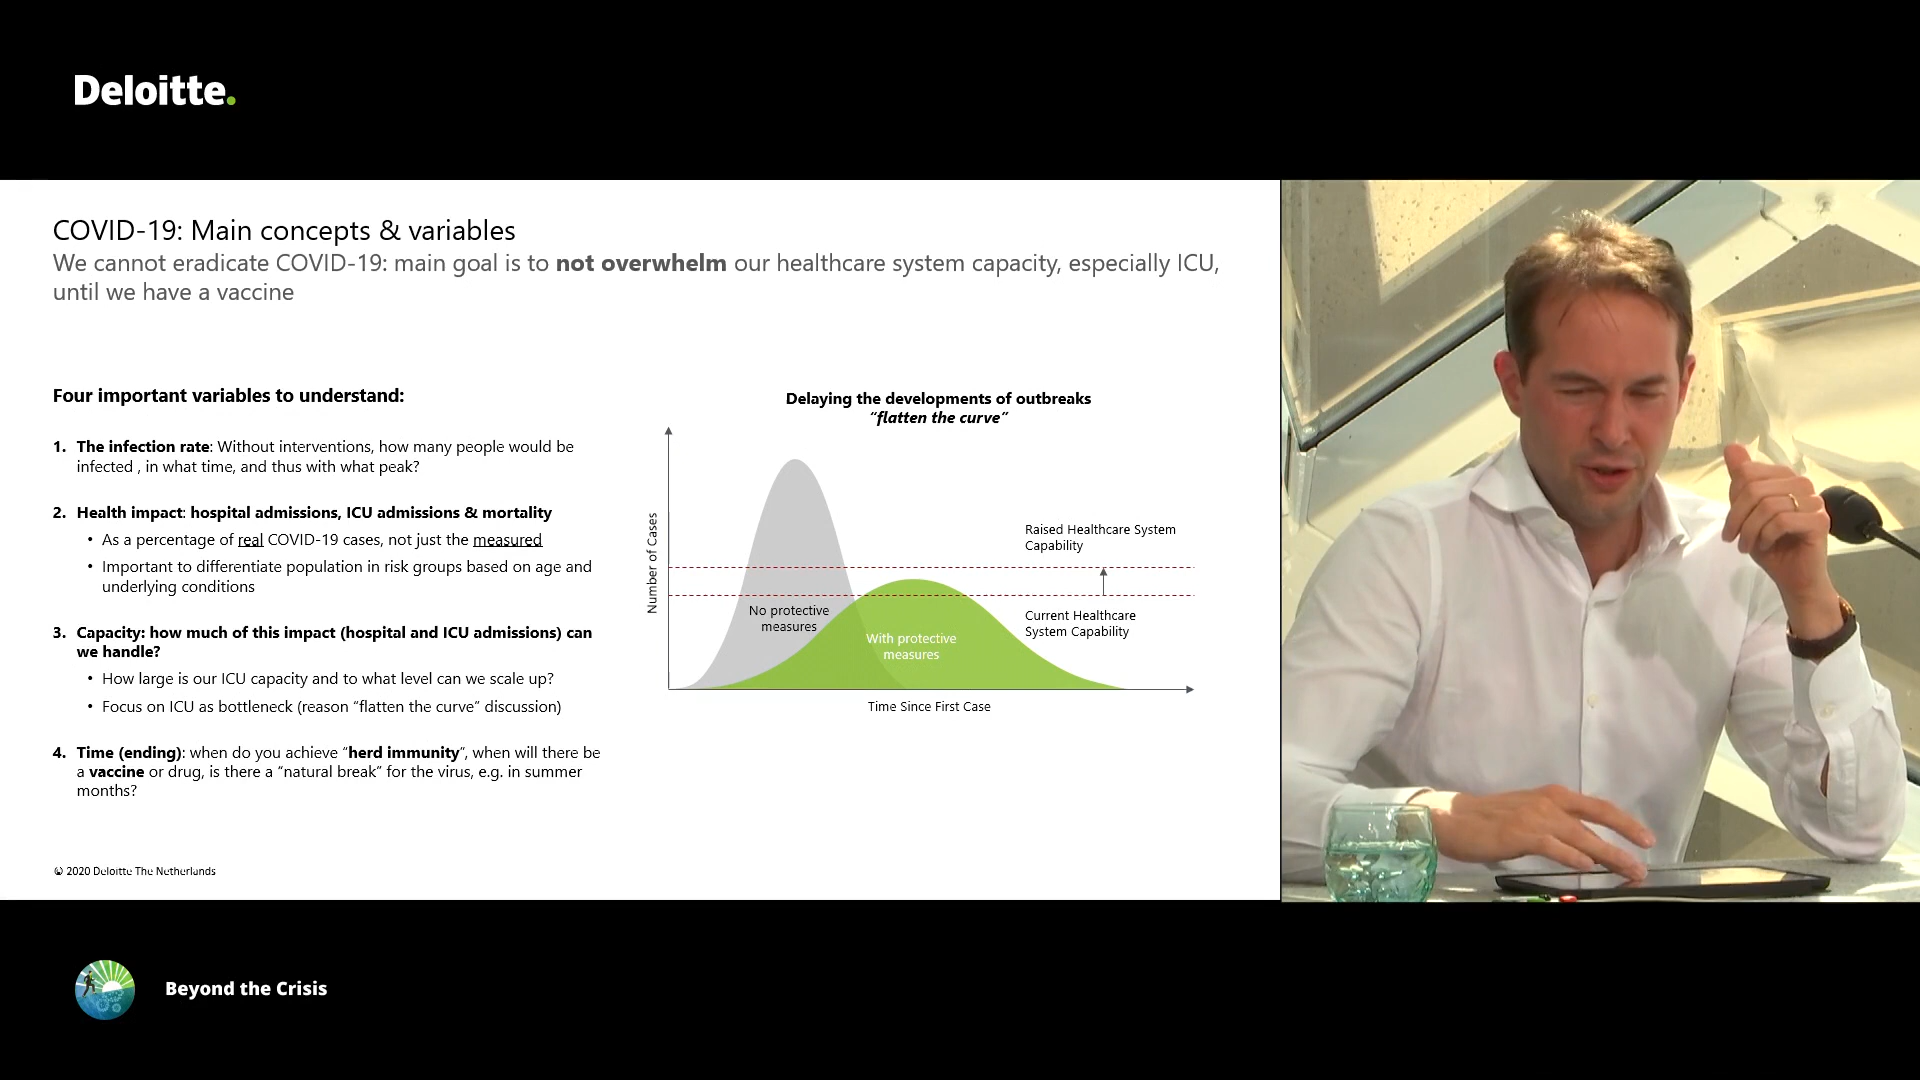 Deloitte.
COVID-19: Main concepts & variables
We cannot eradicate COVID-19: main goal is to not overwhelm our healthcare system capacity, especially ICU,
until we have a vaccine
Four important variables to understand:
1. The infection rate: Without interventions, how many people would be
infected , in what time, and thus with what peak?
2. Health impact: hospital admissions, ICU admissions & mortality
• As a percentage of real COVID-19 cases, not just the measured
• Important to differentiate population in risk groups based on age and
underlying conditions
3. Capacity: how much of this impact (hospital and ICU admissions) can
we handle?
• How large is our ICU capacity and to what level can we scale up?
• Focus on ICU as bottleneck (reason “flatten the curve” discussion)
4. Time (ending): when do you achieve “herd immunity”, when will there be
a vaccine or drug, is there a “natural break” for the virus, e.g. in summer
months?
Delaying the developments of outbreaks
“flatten the curve”
Number of Cases
Raised Healthcare System
Capability
No protective
measures
With protective
measures
Current Healthcare
System Capability
Time Since First Case
© 2020 Deloitte The Netherlands
Beyond the Crisis